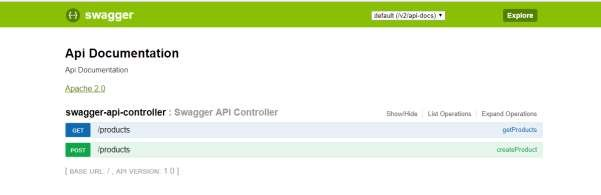 {··} swagger default (/v2/api-docs) Explore
Api Documentation
Api Documentation
Apache 2.0
swagger-api-controller : Swagger API Controller Show/Hide List Operations Expand Operations
GET /products getProducts
POST /products createProduct
[ BASE URL: / , API VERSION: 1.0 ]